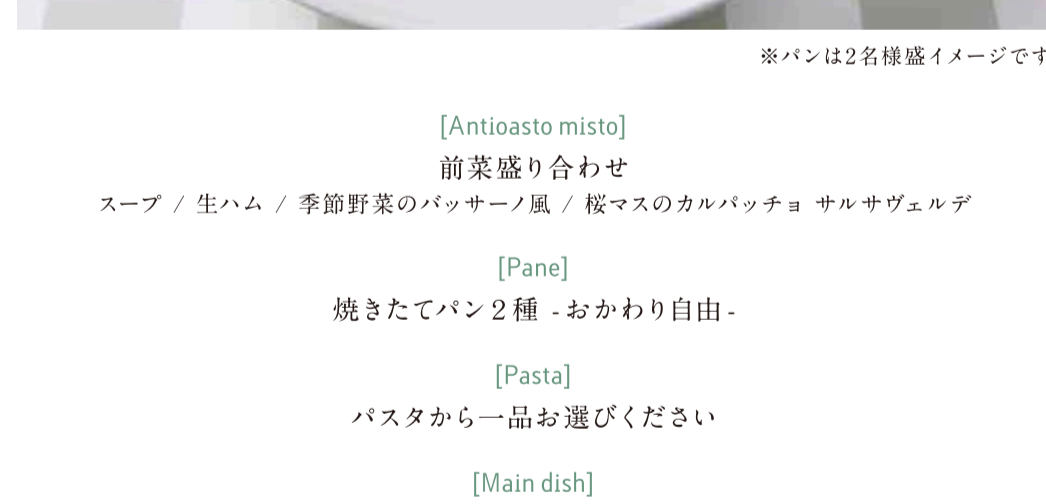 ※パンは2名様盛イメージです
[Antioasto misto]
前菜盛り合わせ
スープ / 生ハム / 季節野菜のバッサーノ風 / 桜マスのカルパッチョ サルサヴェルデ
[Pane]
焼きたてパン２種 - おかわり自由 -
[Pasta]
パスタから一品お選びください
[Main dish]